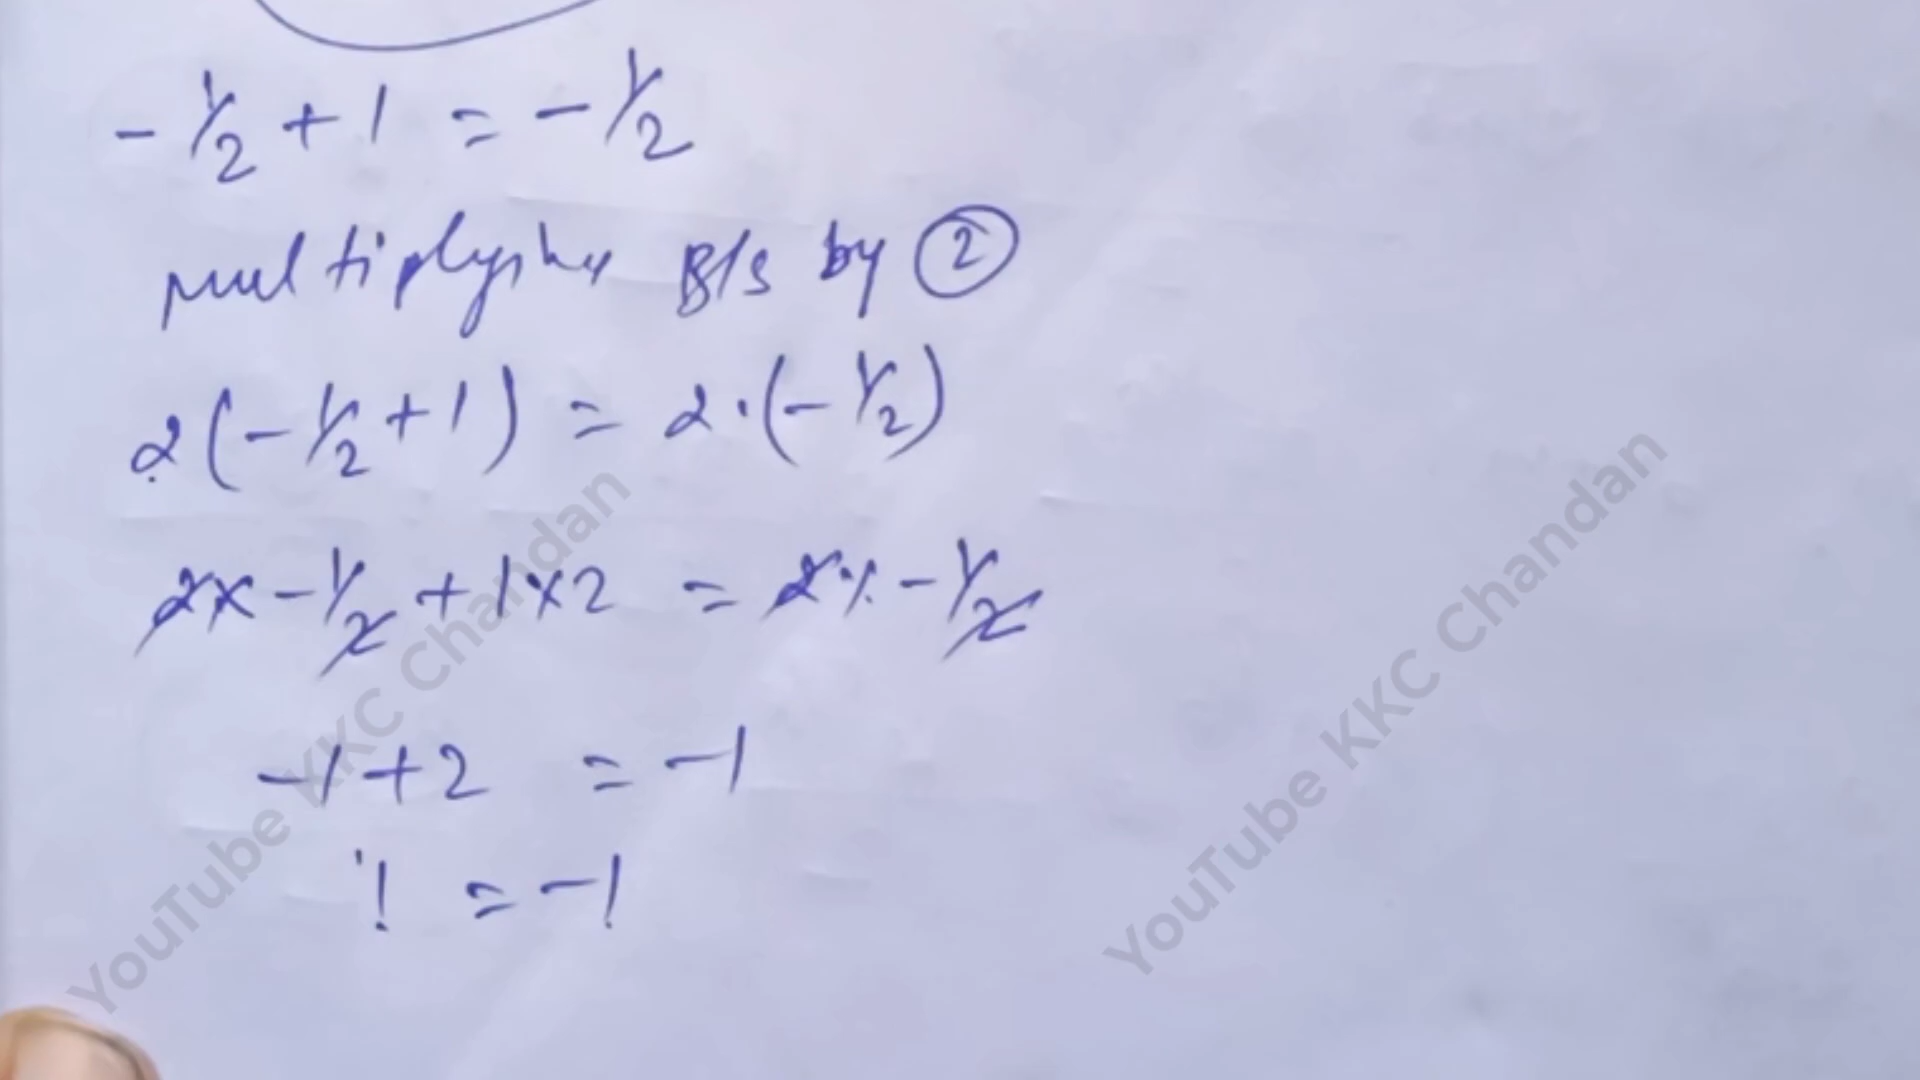 - 1/2 + 1 = - 1/2
multiplying B/s by 2
2(- 1/2 + 1) = 2·(- 1/2)
2x - 1/2 + 1x2 = 2x - 1/2
-1+2 = -1
1 = -1
YouTube KKC Chandan
YouTube KKC Chandan